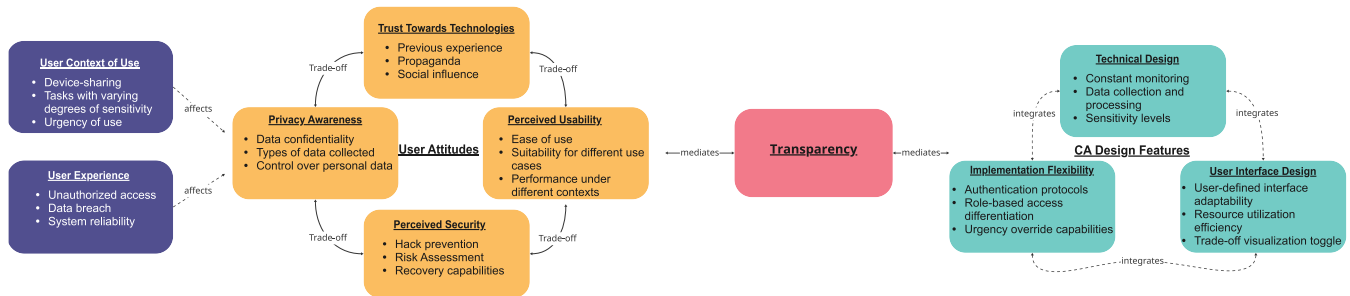 User Context of Use
• Device-sharing
• Tasks with varying
degrees of sensitivity
• Urgency of use
User Experience
• Unauthorized access
• Data breach
• System reliability
affects
affects
Trust Towards Technologies
• Previous experience
• Propaganda
• Social influence
Trade-off
Trade-off
Privacy Awareness
• Data confidentiality
• Types of data collected
• Control over personal data
User Attitudes
Perceived Usability
• Ease of use
• Suitability for different use
cases
• Performance under
different contexts
Trade-off
Trade-off
Perceived Security
• Hack prevention
• Risk Assessment
• Recovery capabilities
mediates
Transparency
mediates
Technical Design
• Constant monitoring
• Data collection and
processing
• Sensitivity levels
integrates
integrates
CA Design Features
Implementation Flexibility
• Authentication protocols
• Role-based access
differentiation
• Urgency override capabilities
User Interface Design
• User-defined interface
adaptability
• Resource utilization
efficiency
• Trade-off visualization toggle
integrates